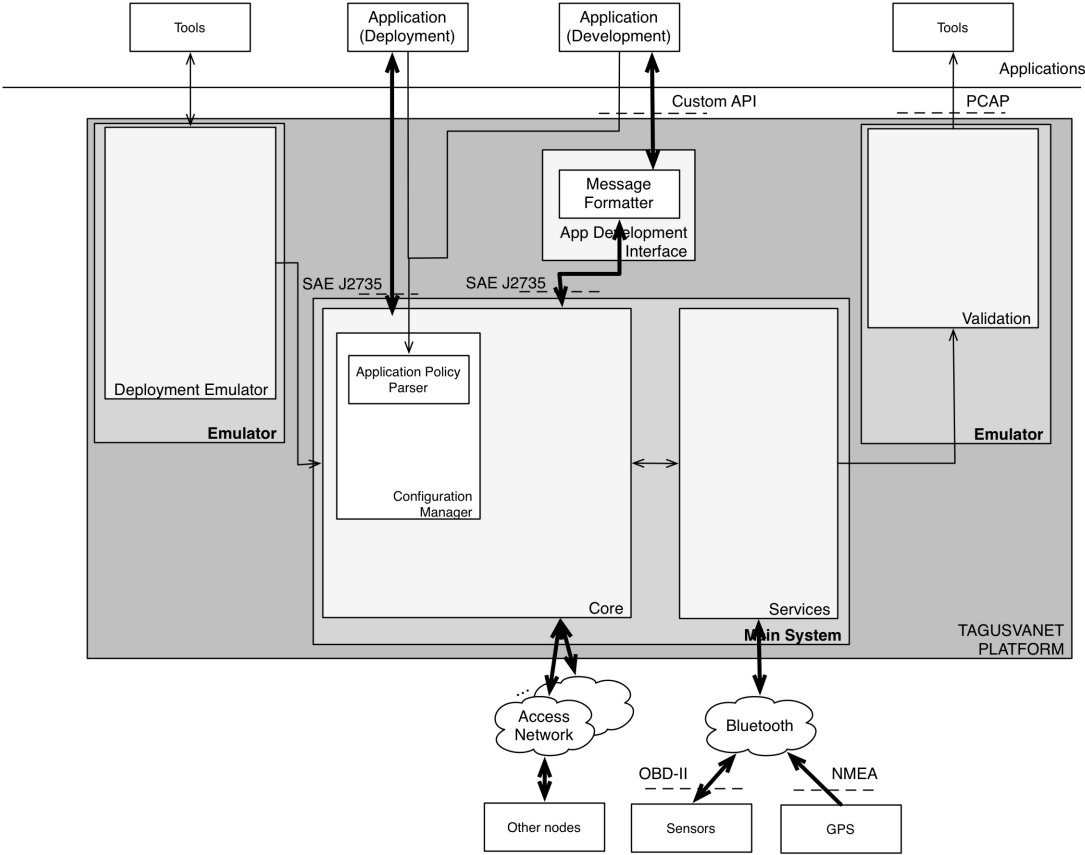 Tools
Application
(Deployment)
Application
(Development)
Tools
Applications
Custom API
PCAP
Message
Formatter
App Development
Interface
SAE J2735
SAE J2735
Validation
Application Policy
Parser
Deployment Emulator
Emulator
Emulator
Configuration
Manager
Core
Services
Main System
TAGUSVANET
PLATFORM
...
Access
Network
Bluetooth
OBD-II
NMEA
Other nodes
Sensors
GPS